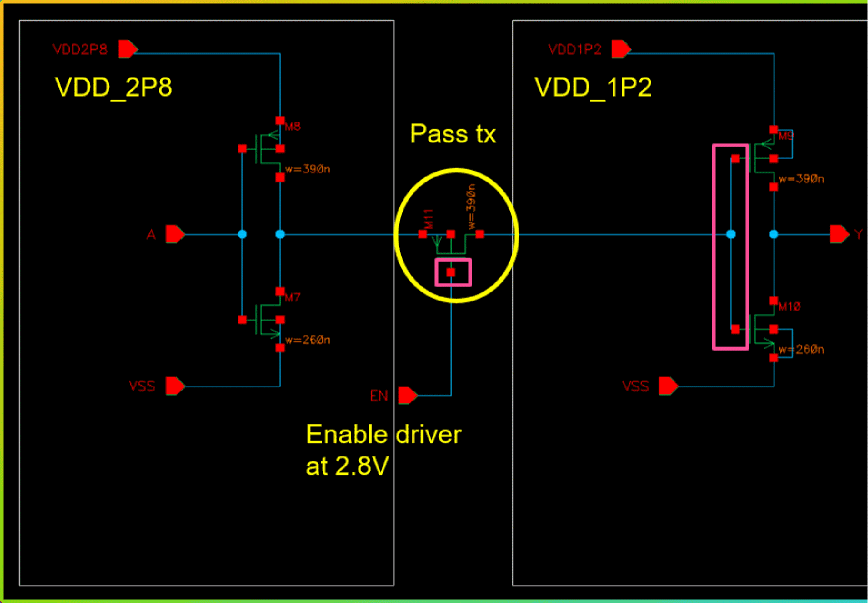 VDD2P8
VDD_2P8
M8
w=390n
A
M7
w=260n
VSS
Pass tx
M11
w=390n
EN
Enable driver
at 2.8V
VDD1P2
VDD_1P2
M9
w=390n
Y
M10
w=260n
VSS